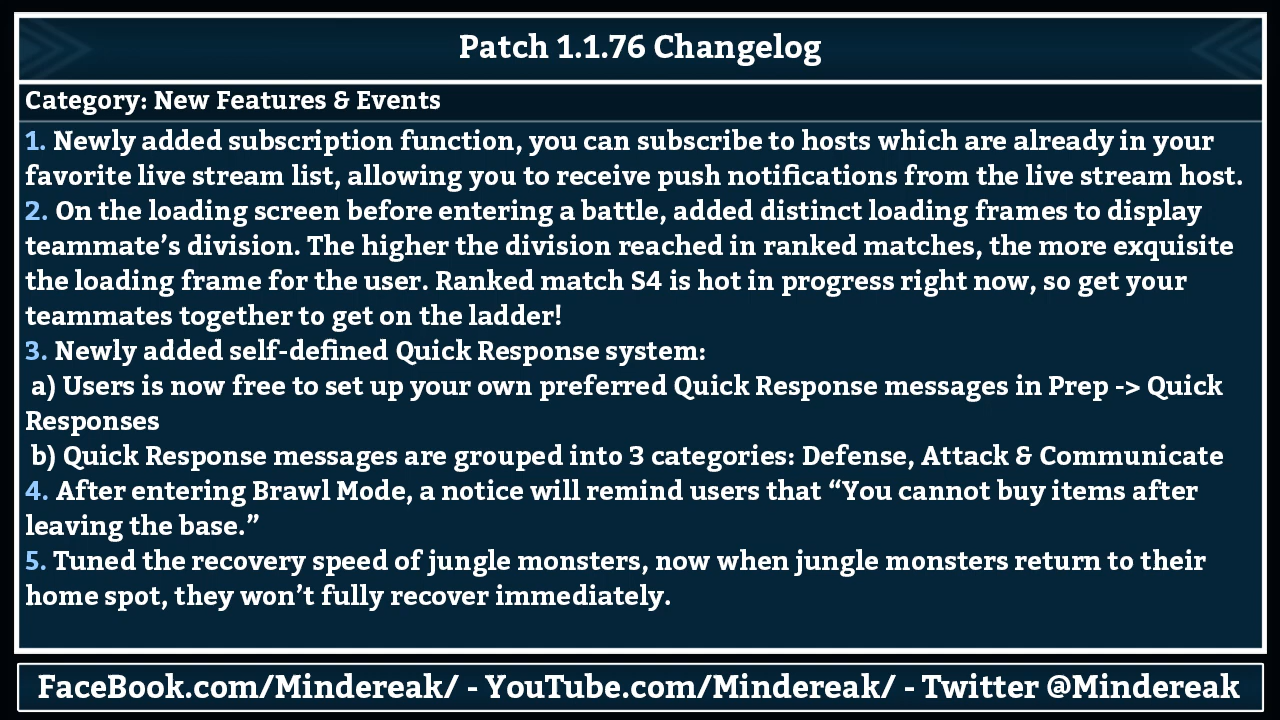 Patch 1.1.76 Changelog
Category: New Features & Events
1. Newly added subscription function, you can subscribe to hosts which are already in your
favorite live stream list, allowing you to receive push notifications from the live stream host.
2. On the loading screen before entering a battle, added distinct loading frames to display
teammate’s division. The higher the division reached in ranked matches, the more exquisite
the loading frame for the user. Ranked match S4 is hot in progress right now, so get your
teammates together to get on the ladder!
3. Newly added self-defined Quick Response system:
a) Users is now free to set up your own preferred Quick Response messages in Prep -> Quick
Responses
b) Quick Response messages are grouped into 3 categories: Defense, Attack & Communicate
4. After entering Brawl Mode, a notice will remind users that “You cannot buy items after
leaving the base.”
5. Tuned the recovery speed of jungle monsters, now when jungle monsters return to their
home spot, they won’t fully recover immediately.
FaceBook.com/Mindereak/ - YouTube.com/Mindereak/ - Twitter @Mindereak